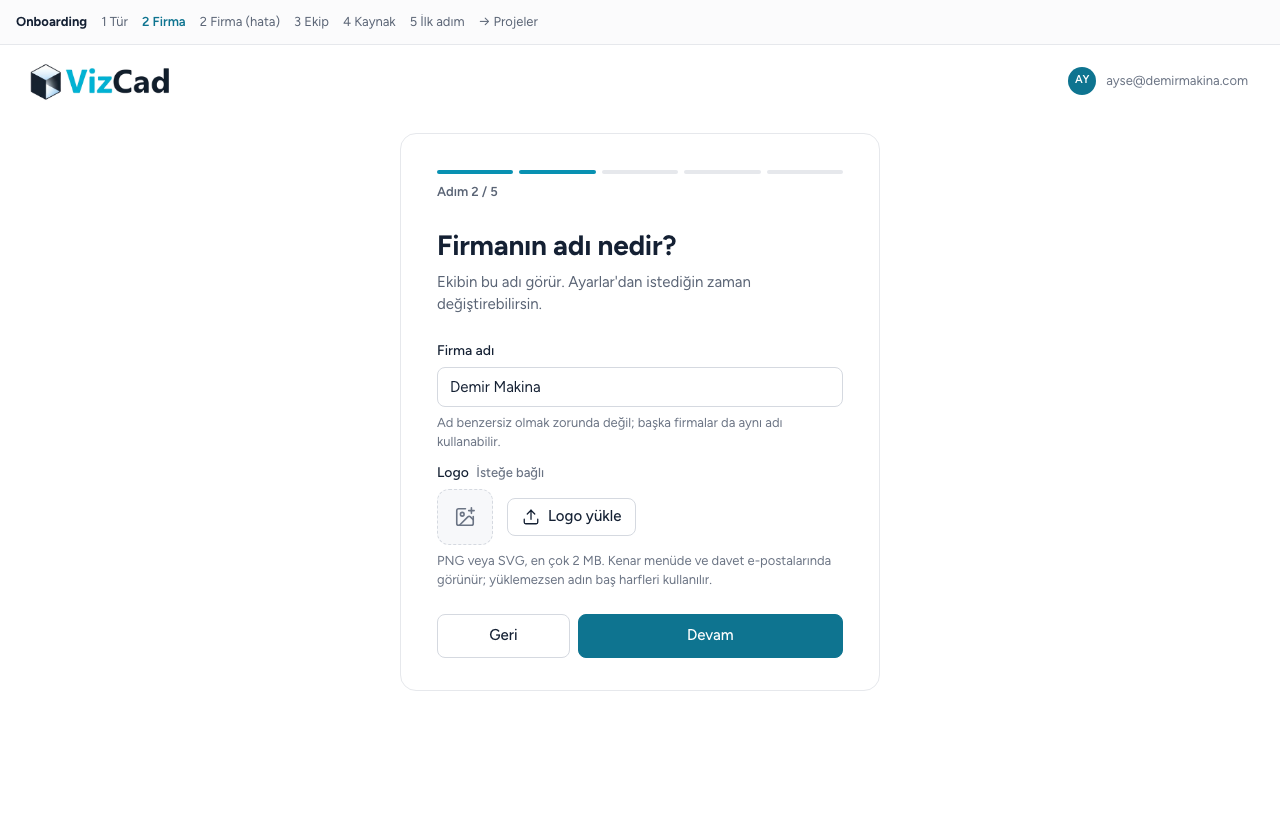 Onboarding 1 Tür 2 Firma 2 Firma (hata) 3 Ekip 4 Kaynak 5 İlk adım → Projeler
VizCad
AY ayse@demirmakina.com
Adım 2 / 5
Firmanın adı nedir?
Ekibin bu adı görür. Ayarlar'dan istediğin zaman
değiştirebilirsin.
Firma adı
Demir Makina
Ad benzersiz olmak zorunda değil; başka firmalar da aynı adı
kullanabilir.
Logo İsteğe bağlı
Logo yükle
PNG veya SVG, en çok 2 MB. Kenar menüde ve davet e-postalarında
görünür; yüklemezsen adın baş harfleri kullanılır.
Geri Devam